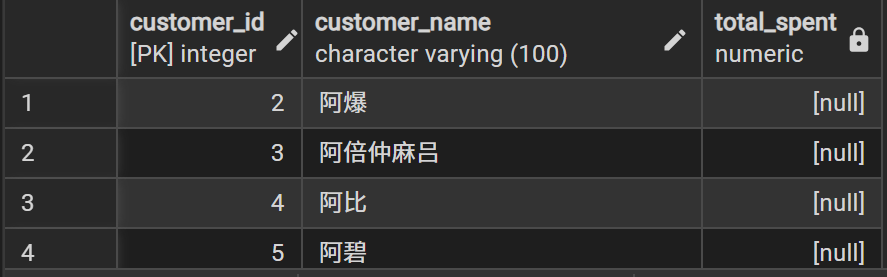 customer_id customer_name total_spent
[PK] integer character varying (100) numeric
1 2 阿爆 [null]
2 3 阿倍仲麻吕 [null]
3 4 阿比 [null]
4 5 阿碧 [null]